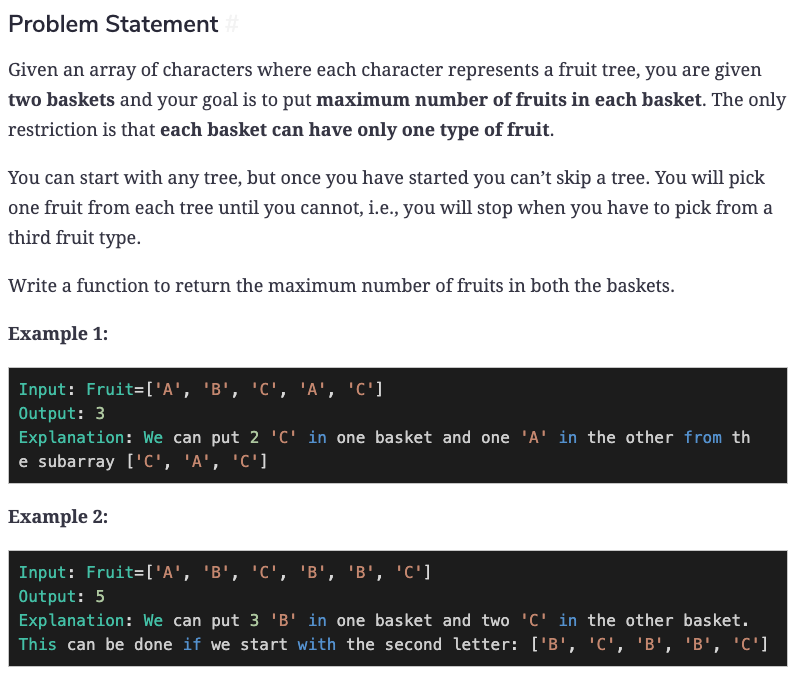 Problem Statement #
Given an array of characters where each character represents a fruit tree, you are given
two baskets and your goal is to put maximum number of fruits in each basket. The only
restriction is that each basket can have only one type of fruit.
You can start with any tree, but once you have started you can’t skip a tree. You will pick
one fruit from each tree until you cannot, i.e., you will stop when you have to pick from a
third fruit type.
Write a function to return the maximum number of fruits in both the baskets.
Example 1:
Input: Fruit=['A', 'B', 'C', 'A', 'C']
Output: 3
Explanation: We can put 2 'C' in one basket and one 'A' in the other from th
e subarray ['C', 'A', 'C']
Example 2:
Input: Fruit=['A', 'B', 'C', 'B', 'B', 'C']
Output: 5
Explanation: We can put 3 'B' in one basket and two 'C' in the other basket.
This can be done if we start with the second letter: ['B', 'C', 'B', 'B', 'C']